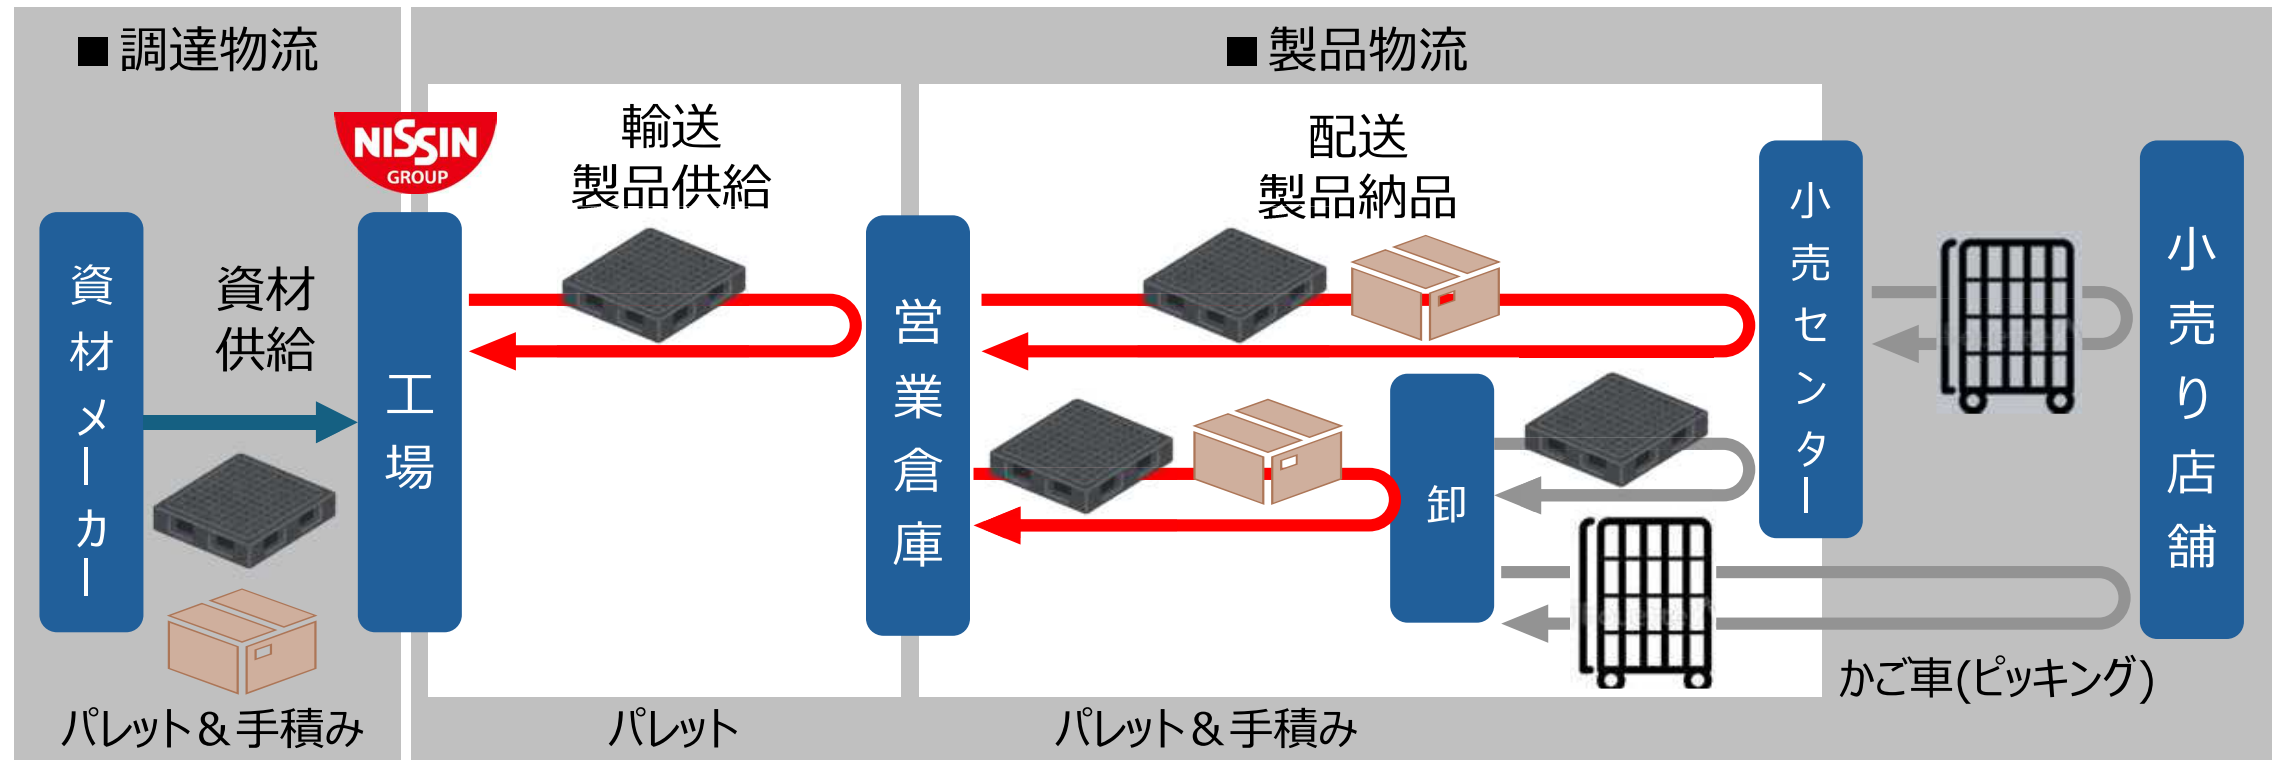 ■調達物流
■製品物流
NISSIN
GROUP
輸送
製品供給
配送
製品納品
資材メーカー
資材
供給
工場
営業倉庫
卸
小売センター
小売り店舗
かご車(ピッキング)
パレット＆手積み
パレット
パレット＆手積み